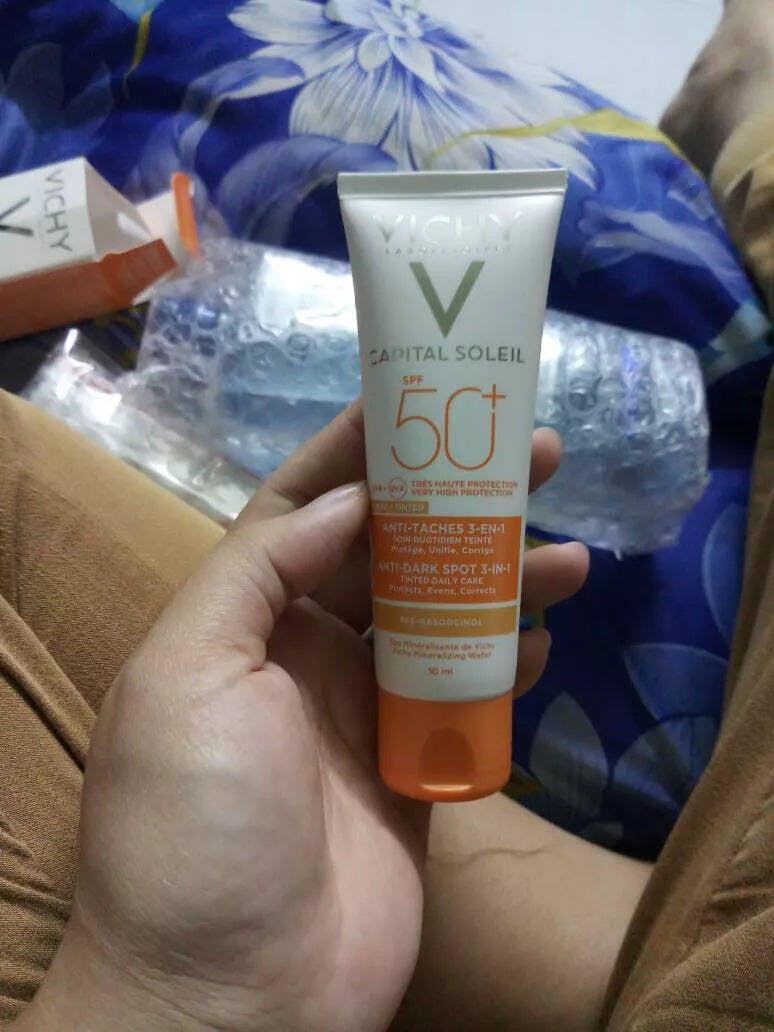 VICHY
V
VICHY
LABORATOIRES
V
CAPITAL SOLEIL
SPF
50+
UVB + UVA
TRÈS HAUTE PROTECTION
VERY HIGH PROTECTION
TINTED
ANTI-TACHES 3-EN-1
SOIN QUOTIDIEN TEINTÉ
Protège, Unifie, Corrige
ANTI-DARK SPOT 3-IN-1
TINTED DAILY CARE
Protects, Evens, Corrects
PHE-RESORCINOL
Eau Minéralisante de Vichy
Vichy Mineralizing Water
50 ml